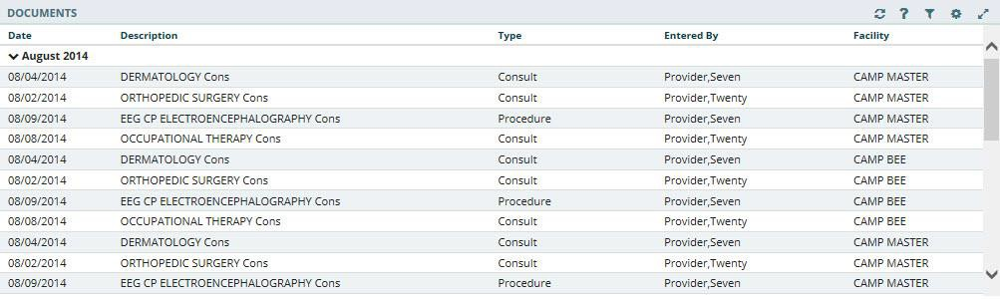 DOCUMENTS ?
Date Description Type Entered By Facility
August 2014
08/04/2014 DERMATOLOGY Cons Consult Provider,Seven CAMP MASTER
08/02/2014 ORTHOPEDIC SURGERY Cons Consult Provider,Twenty CAMP MASTER
08/09/2014 EEG CP ELECTROENCEPHALOGRAPHY Cons Procedure Provider,Seven CAMP MASTER
08/08/2014 OCCUPATIONAL THERAPY Cons Consult Provider,Twenty CAMP MASTER
08/04/2014 DERMATOLOGY Cons Consult Provider,Seven CAMP BEE
08/02/2014 ORTHOPEDIC SURGERY Cons Consult Provider,Twenty CAMP BEE
08/09/2014 EEG CP ELECTROENCEPHALOGRAPHY Cons Procedure Provider,Seven CAMP BEE
08/08/2014 OCCUPATIONAL THERAPY Cons Consult Provider,Twenty CAMP BEE
08/04/2014 DERMATOLOGY Cons Consult Provider,Seven CAMP MASTER
08/02/2014 ORTHOPEDIC SURGERY Cons Consult Provider,Twenty CAMP MASTER
08/09/2014 EEG CP ELECTROENCEPHALOGRAPHY Cons Procedure Provider,Seven CAMP MASTER